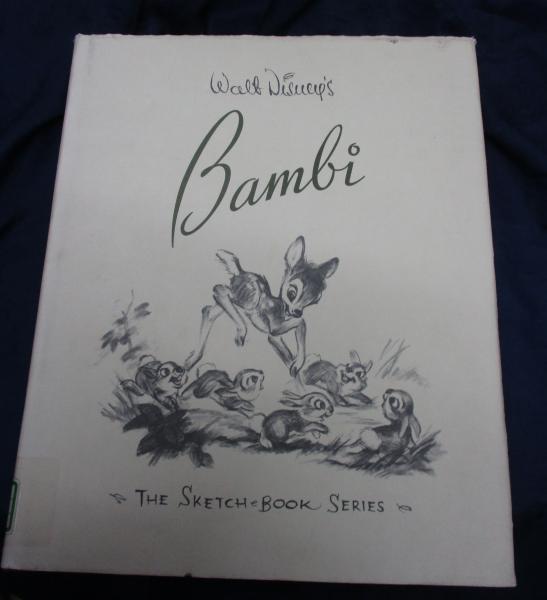 Walt Disney's
Bambi
THE SKETCH-BOOK SERIES